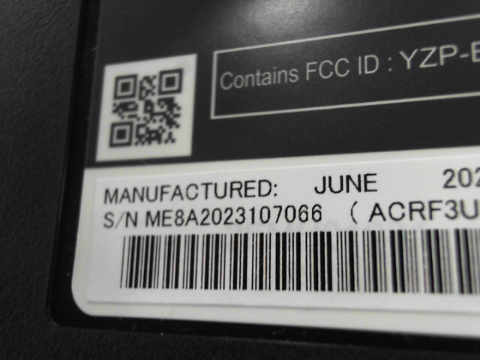 Contains FCC ID : YZP-
MANUFACTURED: JUNE 202
S/N ME8A2023107066 ( ACRF3U